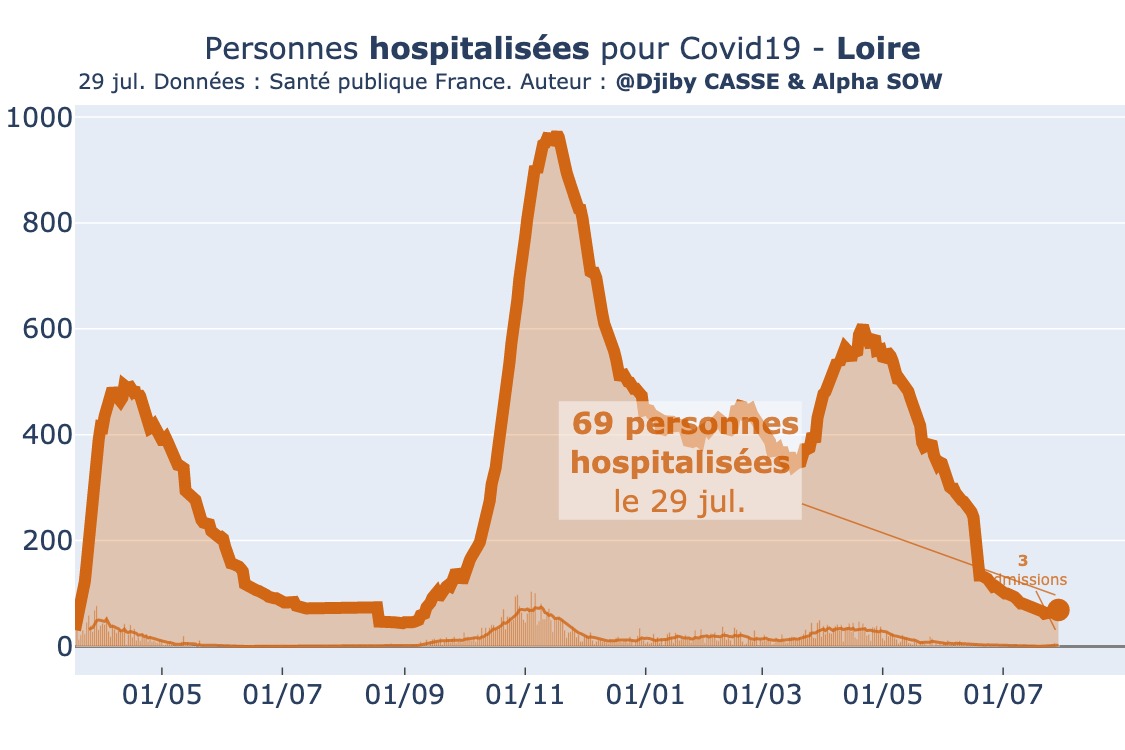 Personnes hospitalisées pour Covid19 - Loire
29 jul. Données : Santé publique France. Auteur : @Djiby CASSE & Alpha SOW
1000
800
600
400
200
0
69 personnes
hospitalisées
le 29 jul.
3
admissions
01/05 01/07 01/09 01/11 01/01 01/03 01/05 01/07